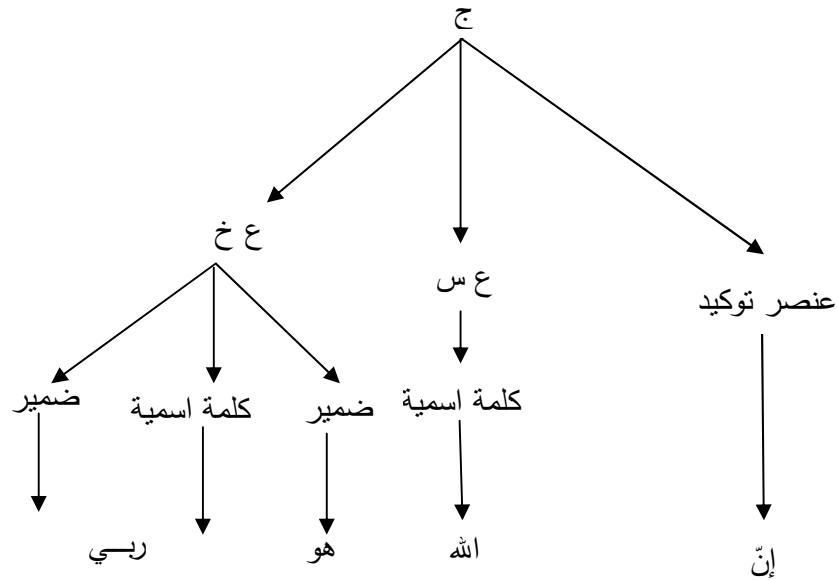 ج
ع خ
ع س
عنصر توكيد
ضمير كلمة اسمية ضمير كلمة اسمية
إنّ الله هو ربـــي